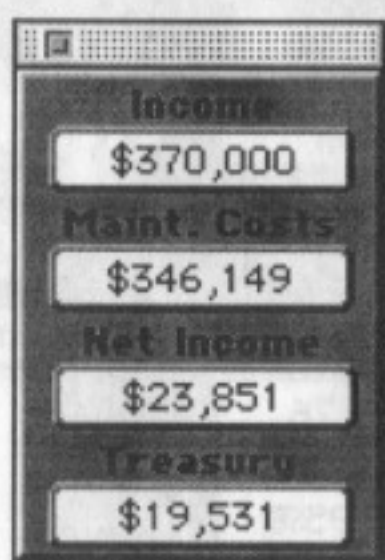 Income
$370,000
Maint. Costs
$346,149
Net Income
$23,851
Treasury
$19,531